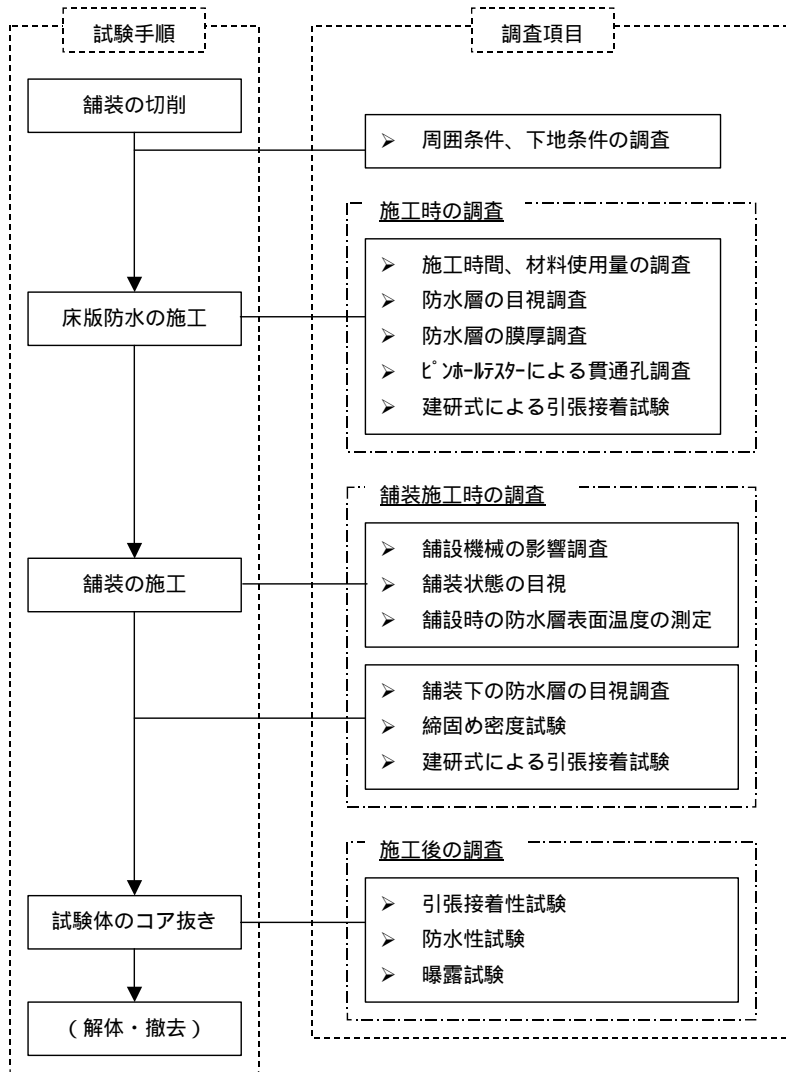 試験手順
調査項目
舗装の切削
➢ 周囲条件、下地条件の調査
施工時の調査
➢ 施工時間、材料使用量の調査
床版防水の施工
➢ 防水層の目視調査
➢ 防水層の膜厚調査
➢ ﾋﾟﾝﾎｰﾙﾃｽﾀｰによる貫通孔調査
➢ 建研式による引張接着試験
舗装施工時の調査
➢ 舗設機械の影響調査
舗装の施工
➢ 舗装状態の目視
➢ 舗設時の防水層表面温度の測定
➢ 舗装下の防水層の目視調査
➢ 締固め密度試験
➢ 建研式による引張接着試験
施工後の調査
試験体のコア抜き
➢ 引張接着性試験
➢ 防水性試験
➢ 曝露試験
（解体・撤去）